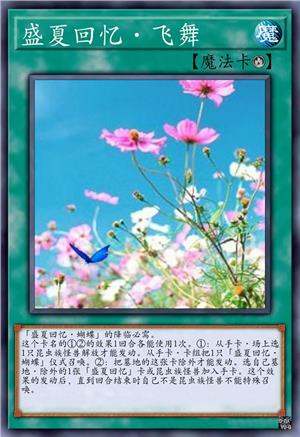 盛夏回忆・飞舞
魔
【魔法卡】
「盛夏回忆・蝴蝶」的降临必需。
这个卡名的①②的效果1回合各能使用1次。①：从手卡・场上选
1只昆虫族怪兽解放才能发动。从手卡・卡组把1只「盛夏回忆・
蝴蝶」仪式召唤。②：把墓地的这张卡除外才能发动。选自己墓
地・除外的1张「盛夏回忆」卡或昆虫族怪兽加入手卡。这个效
果的发动后，直到回合结束时自己不是昆虫族怪兽不能特殊召
唤。